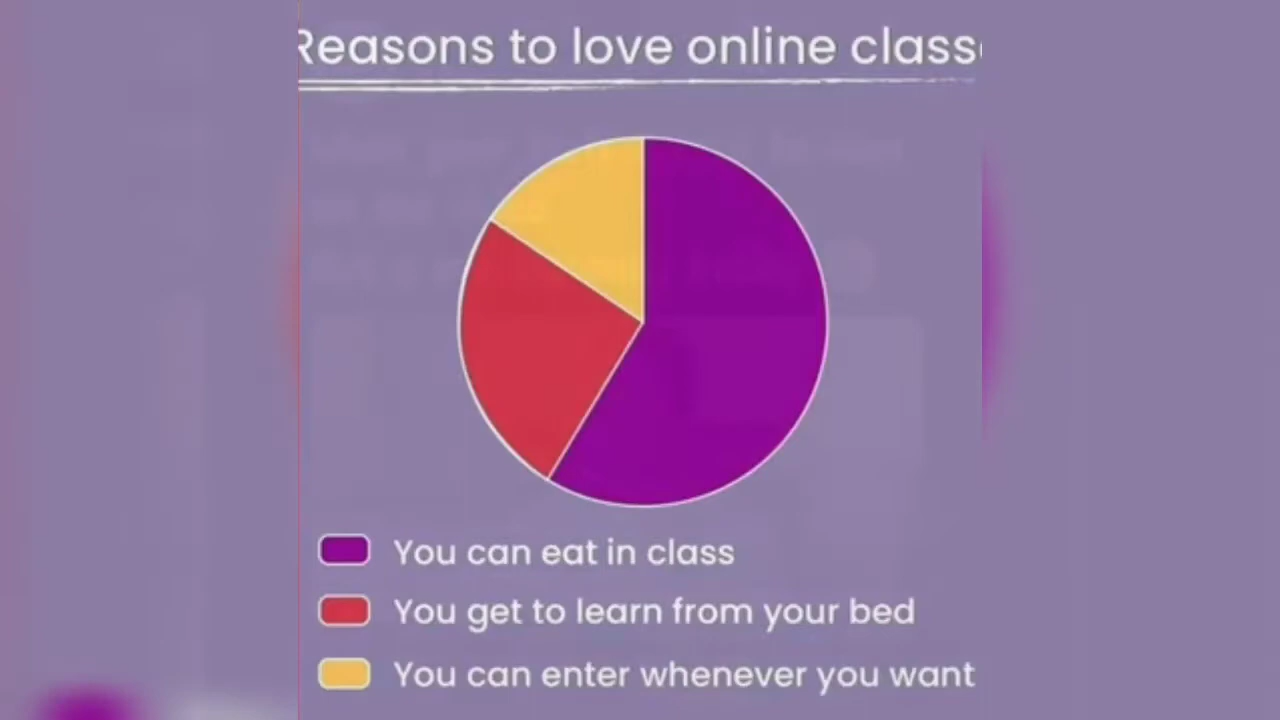 Reasons to love online class
You can eat in class
You get to learn from your bed
You can enter whenever you want